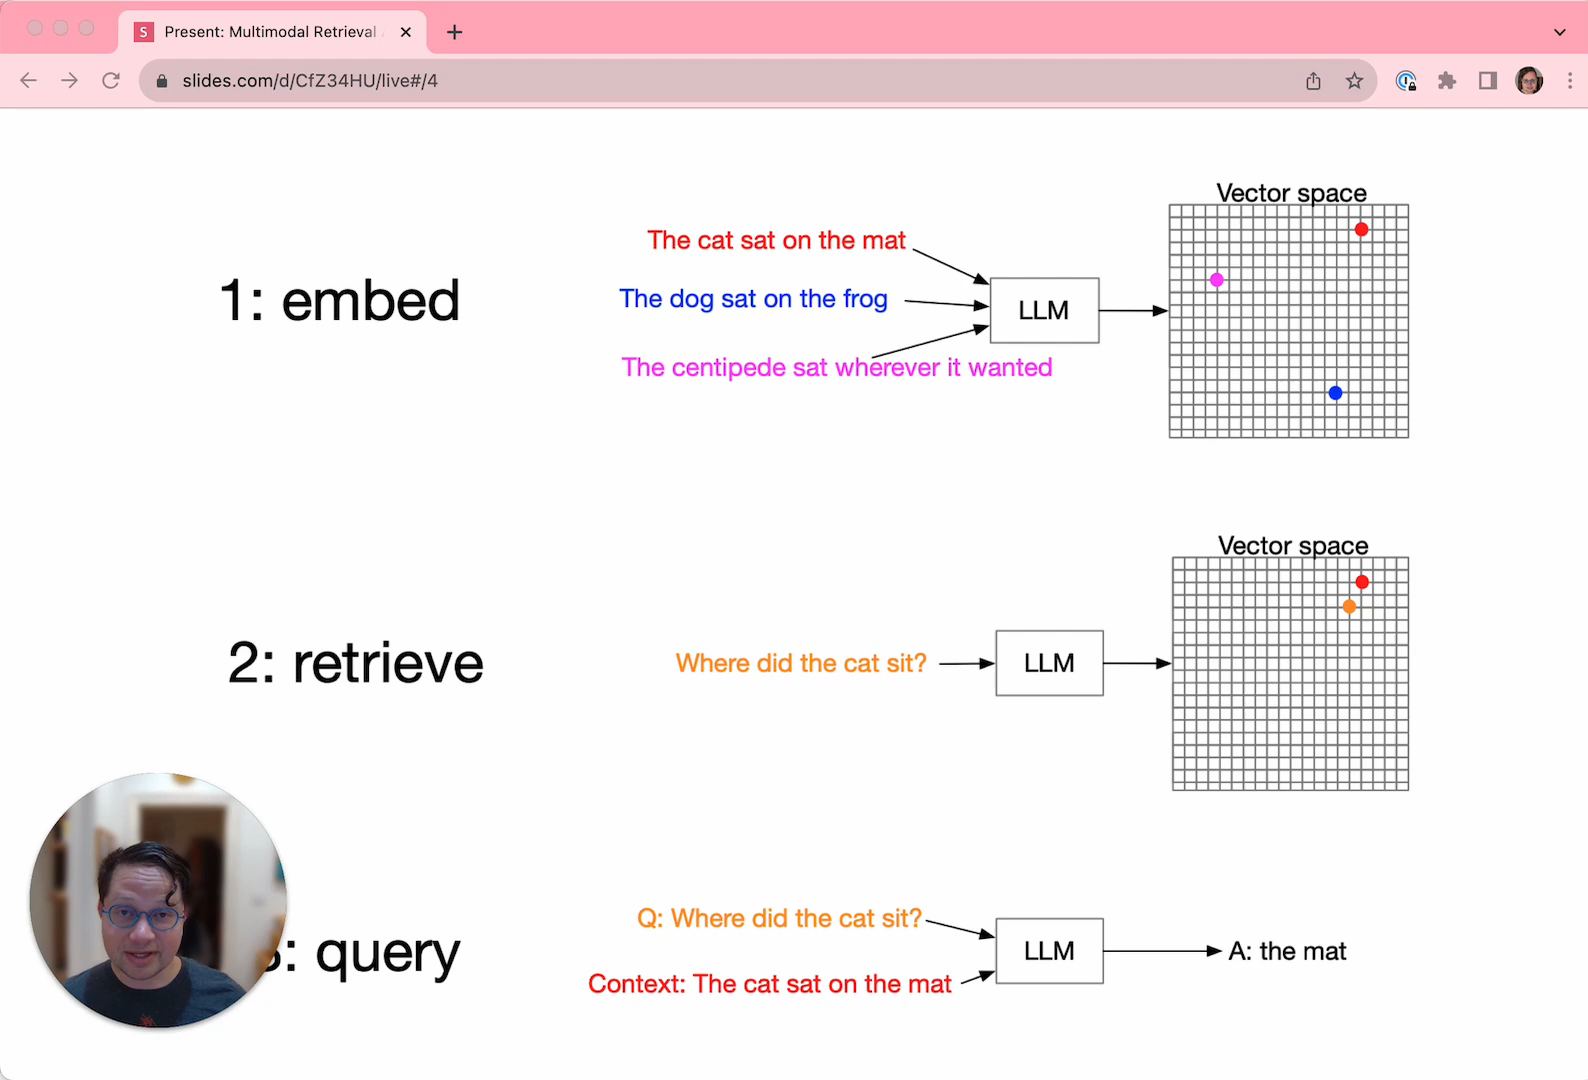 S Present: Multimodal Retrieval
slides.com/d/CfZ34HU/live#/4
Vector space
1: embed
The cat sat on the mat
The dog sat on the frog
The centipede sat wherever it wanted
LLM
Vector space
2: retrieve
Where did the cat sit?
LLM
: query
Q: Where did the cat sit?
Context: The cat sat on the mat
LLM
A: the mat